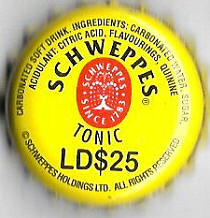 CARBONATED SOFT DRINK, INGREDIENTS: CARBONATED WATER, SUGAR,
ACIDULANT: CITRIC ACID, FLAVOURINGS, QUININE
SCHWEPPES®
SCHWEPPES
SINCE 1783
TONIC
LD$25
© SCHWEPPES HOLDINGS LTD. ALL RIGHTS RESERVED